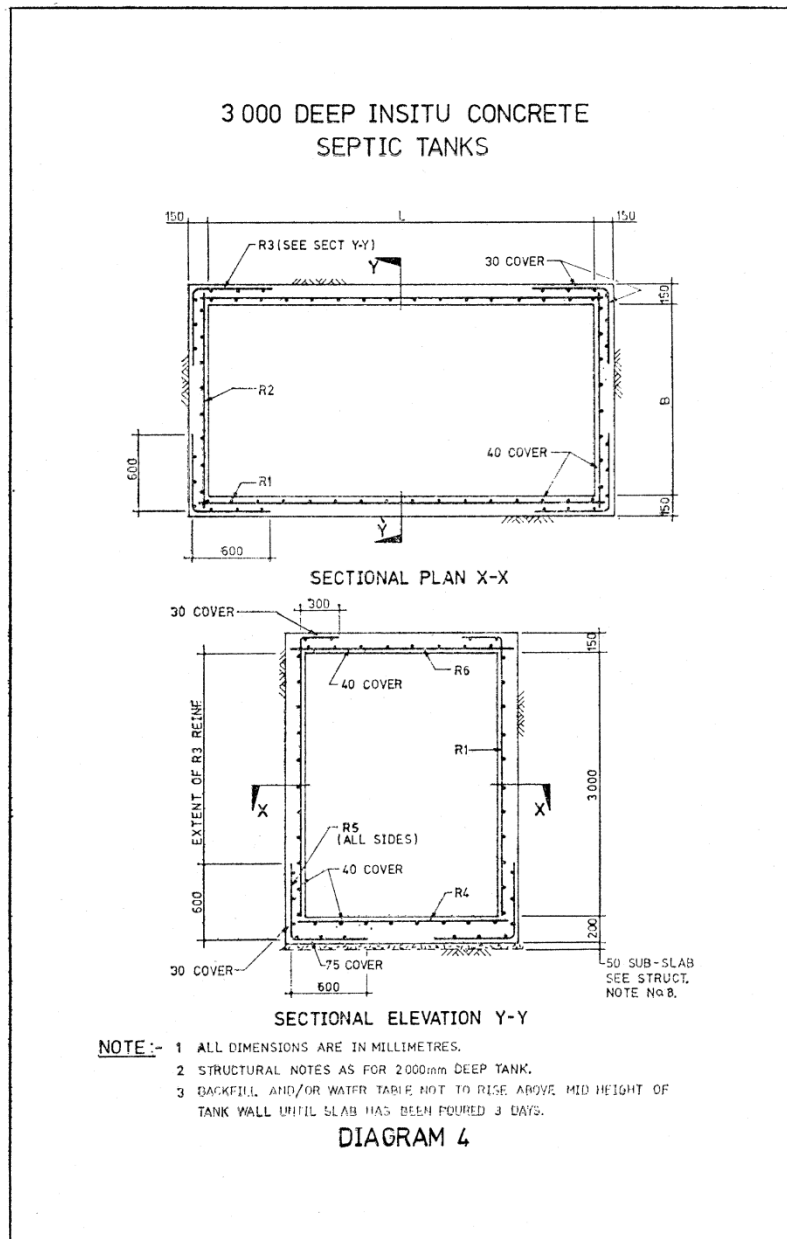 3 000 DEEP INSITU CONCRETE
SEPTIC TANKS
150
L
150
R3 (SEE SECT Y-Y)
Y
30 COVER
150
R2
B
600
40 COVER
R1
150
Y
600
SECTIONAL PLAN X-X
300
30 COVER
150
R6
40 COVER
EXTENT OF R3 REINF
R1
3 000
X
X
R5
(ALL SIDES)
40 COVER
R4
600
200
30 COVER
75 COVER
600
50 SUB-SLAB
SEE STRUCT.
NOTE No 8.
SECTIONAL ELEVATION Y-Y
NOTE:- 1 ALL DIMENSIONS ARE IN MILLIMETRES.
2 STRUCTURAL NOTES AS FOR 2000mm DEEP TANK.
3 BACKFILL AND/OR WATER TABLE NOT TO RISE ABOVE MID HEIGHT OF
TANK WALL UNTIL SLAB HAS BEEN POURED 3 DAYS.
DIAGRAM 4